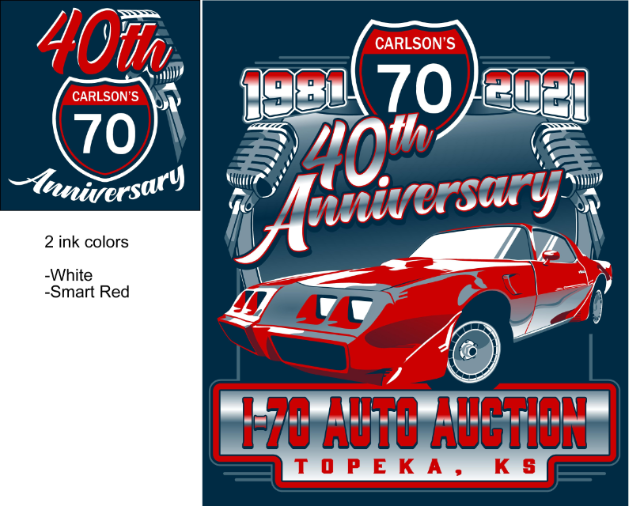 40th
CARLSON'S
70
Anniversary
2 ink colors
-White
-Smart Red
CARLSON'S
70
1981 2021
40th
Anniversary
I-70 AUTO AUCTION
TOPEKA, KS